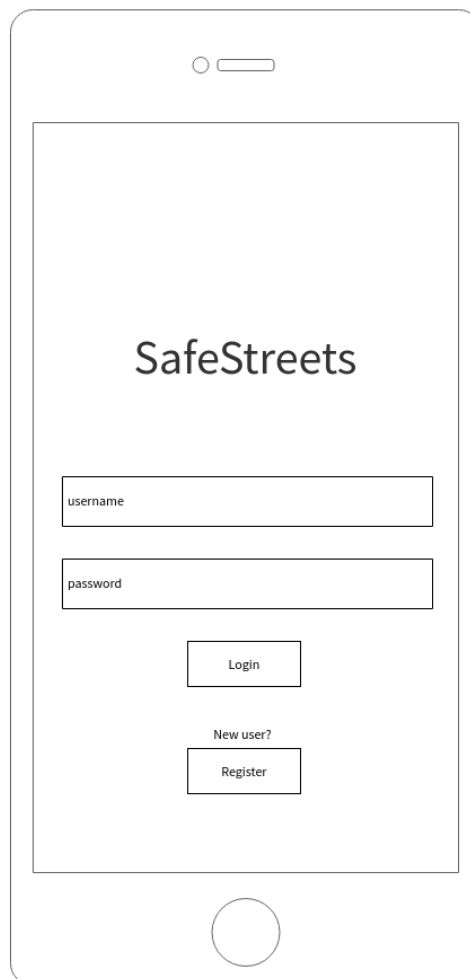 SafeStreets
username
password
Login
New user?
Register